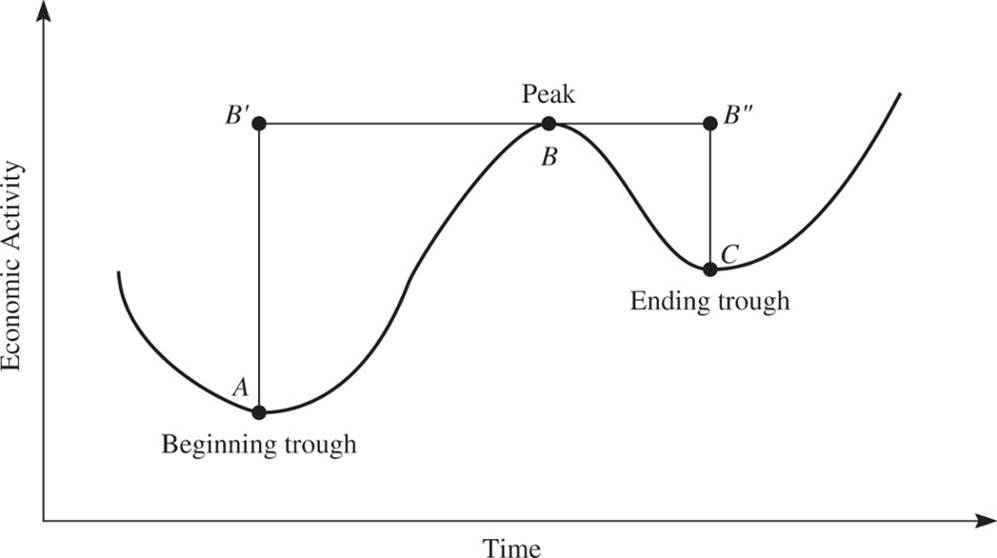 Peak
B′
B″
B
Economic Activity
C
Ending trough
A
Beginning trough
Time